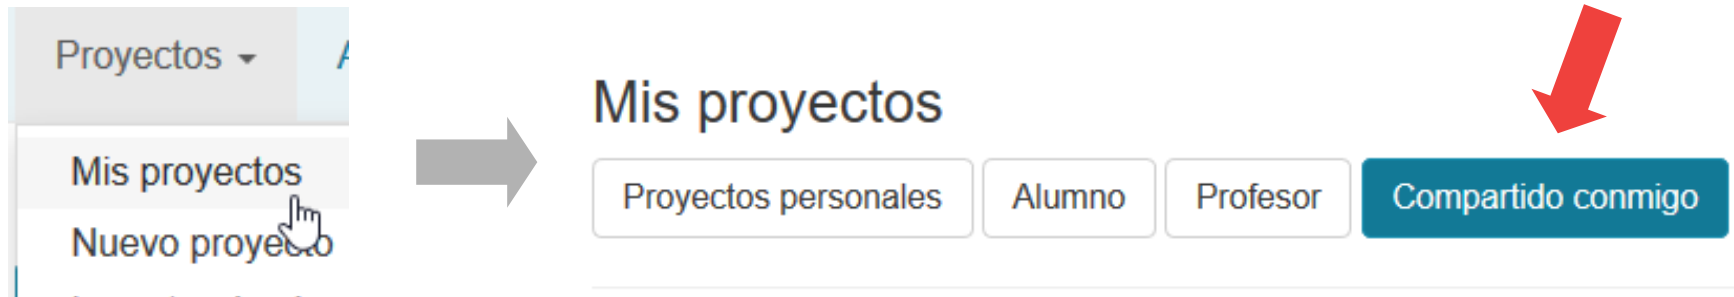 Proyectos
Mis proyectos
Nuevo proyecto
Mis proyectos
Proyectos personales
Alumno
Profesor
Compartido conmigo